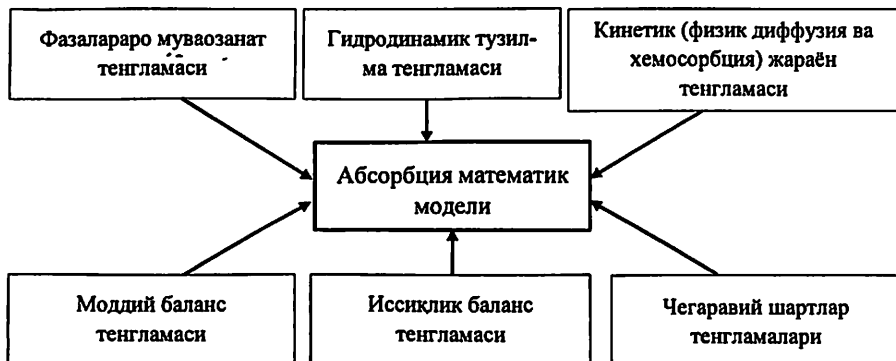 Фазалараро мувозанат
тенгламаси
Гидродинамик тузил-
ма тенгламаси
Кинетик (физик диффузия ва
хемосорбция) жараён
тенгламаси
Абсорбция математик
модели
Моддий баланс
тенгламаси
Иссиқлик баланс
тенгламаси
Чегаравий шартлар
тенгламалари